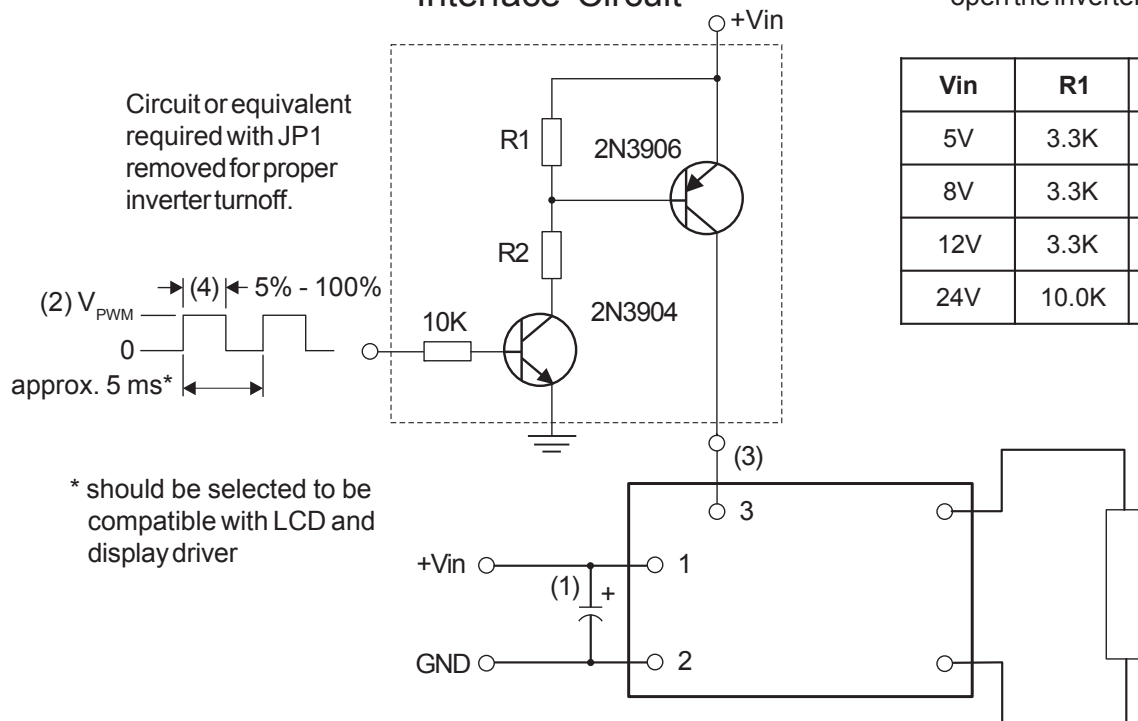 Interface Circuit
open the inverter
+Vin
Circuit or equivalent
required with JP1
removed for proper
inverter turnoff.
R1
2N3906
R2
(2) VPWM
(4)
5% - 100%
0
approx. 5 ms*
10K
2N3904
Vin R1
5V 3.3K
8V 3.3K
12V 3.3K
24V 10.0K
(3)
* should be selected to be
compatible with LCD and
display driver
3
+Vin
1
(1)
+
GND
2